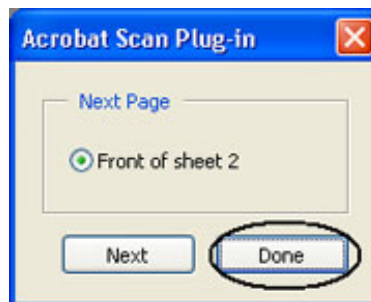 Acrobat Scan Plug-in
Next Page
Front of sheet 2
Next Done